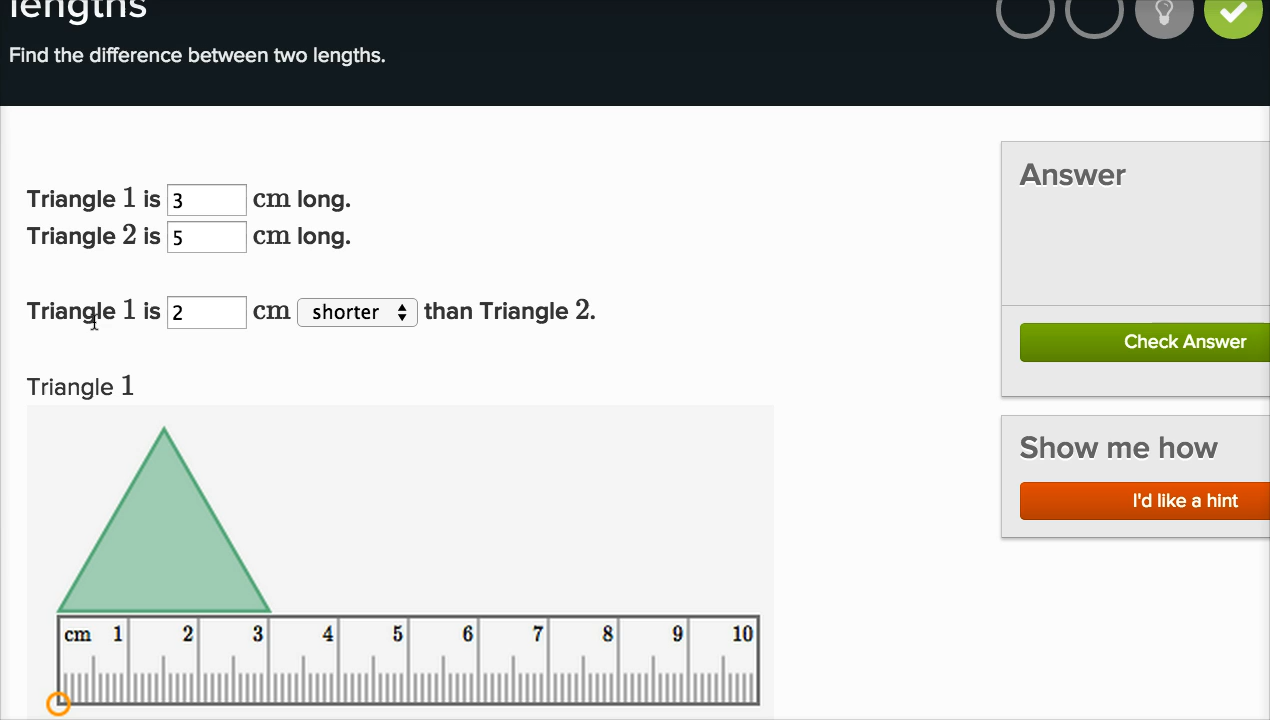 lengths
Find the difference between two lengths.
Triangle 1 is 3 cm long.
Triangle 2 is 5 cm long.
Triangle 1 is 2 cm shorter than Triangle 2.
Triangle 1
cm 1 2 3 4 5 6 7 8 9 10
Answer
Check Answer
Show me how
I'd like a hint